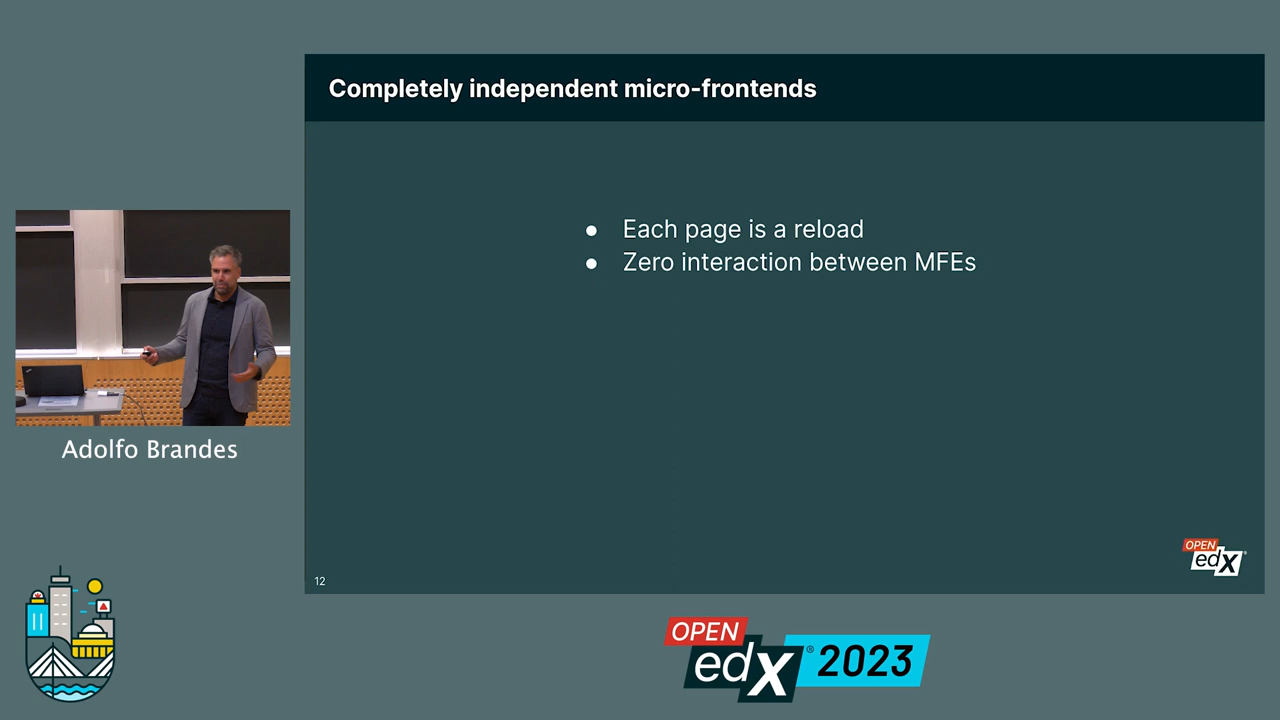 Completely independent micro-frontends
● Each page is a reload
● Zero interaction between MFEs
Adolfo Brandes
12
OPEN
edX®
OPEN
edX® 2023